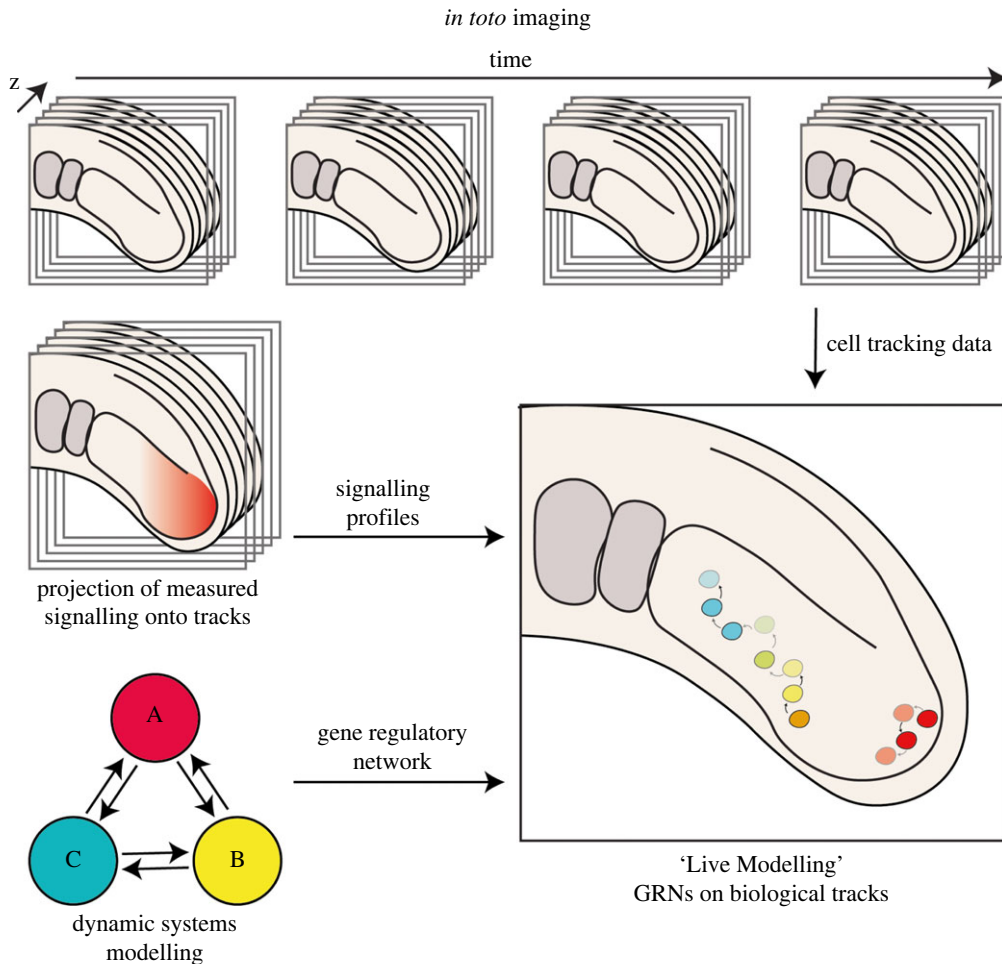 in toto imaging
time
z
cell tracking data
signalling
profiles
projection of measured
signalling onto tracks
A
gene regulatory
network
C
B
dynamic systems
modelling
‘Live Modelling’
GRNs on biological tracks